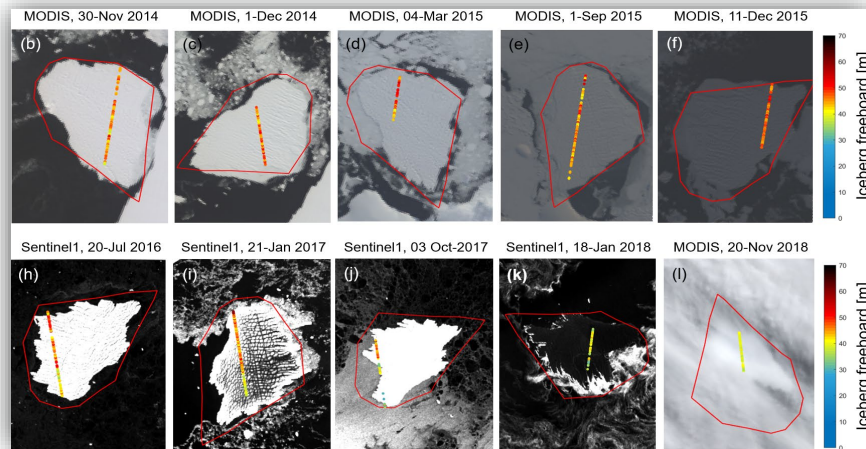 MODIS, 30-Nov 2014
MODIS, 1-Dec 2014
MODIS, 04-Mar 2015
MODIS, 1-Sep 2015
MODIS, 11-Dec 2015
(b)
(c)
(d)
(e)
(f)
70
60
50
40
30
20
10
0
Iceberg freeboard [m]
Sentinel1, 20-Jul 2016
Sentinel1, 21-Jan 2017
Sentinel1, 03 Oct-2017
Sentinel1, 18-Jan 2018
MODIS, 20-Nov 2018
(h)
(i)
(j)
(k)
(l)
70
60
50
40
30
20
10
0
Iceberg freeboard [m]